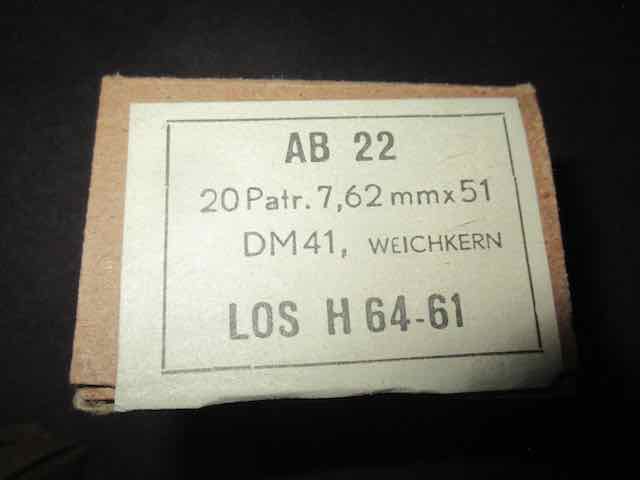 AB 22
20 Patr. 7,62 mm x 51
DM41, WEICHKERN
LOS H 64-61